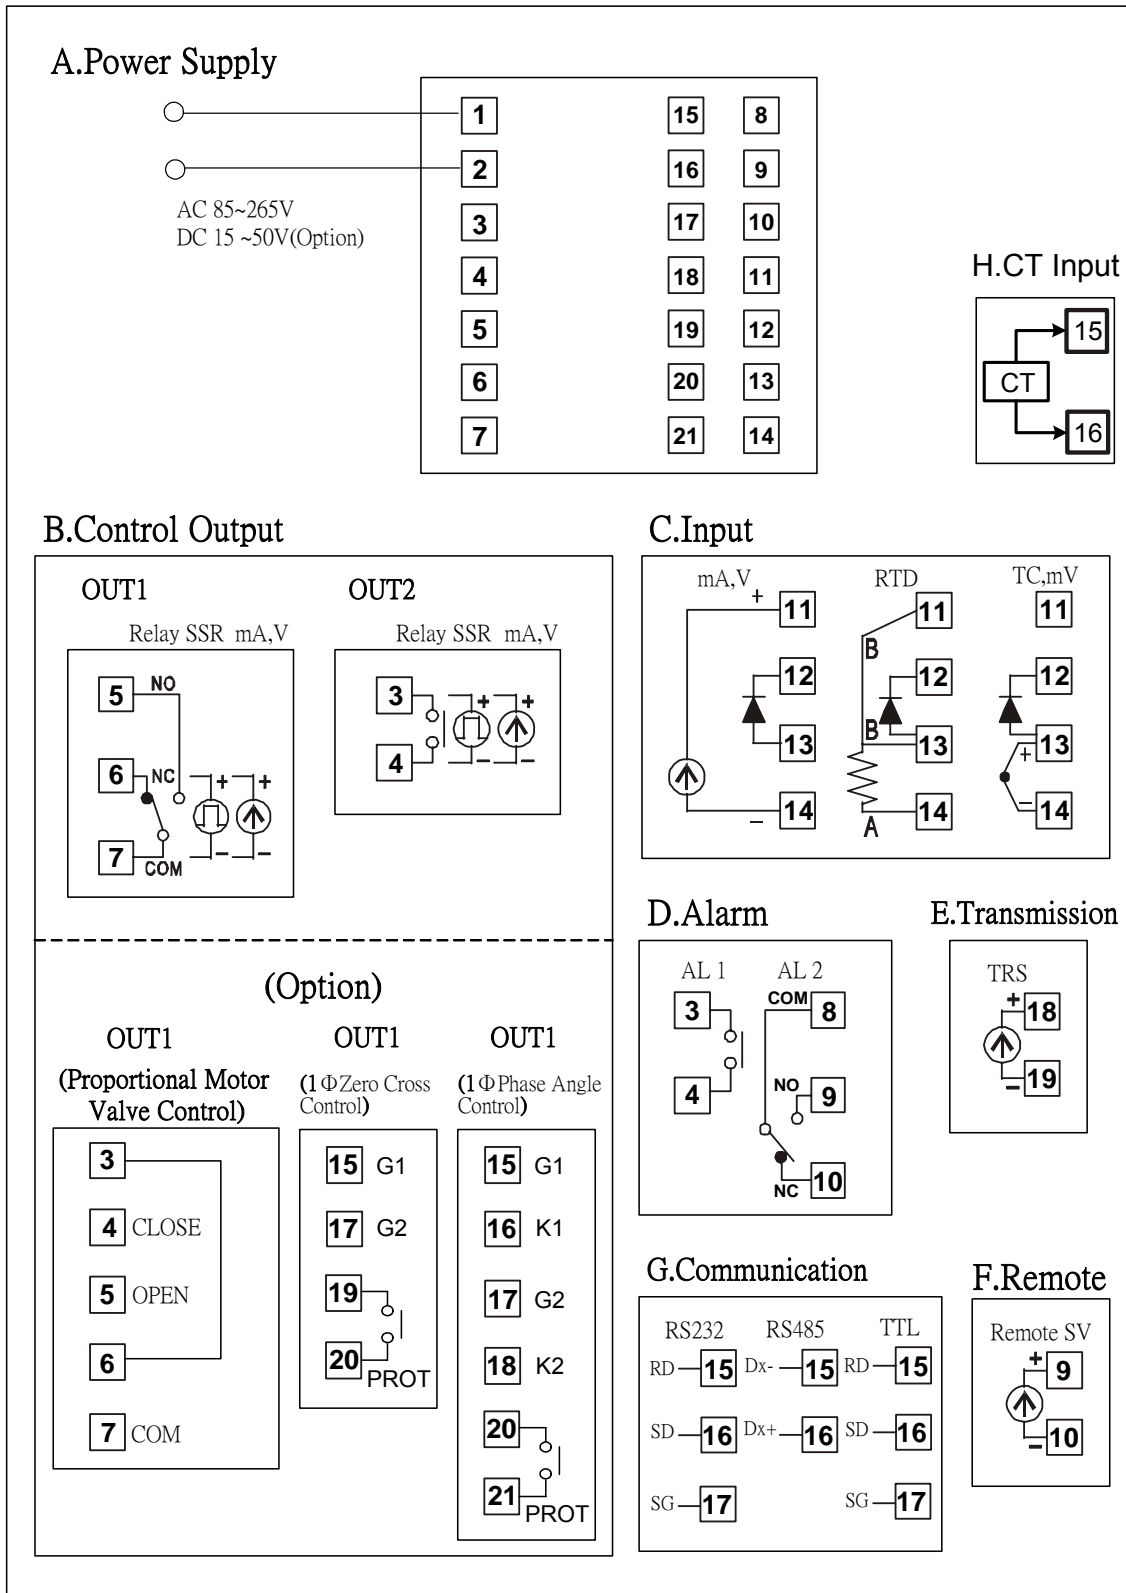 A.Power Supply
1 15 8
2 16 9
AC 85~265V
DC 15 ~50V(Option)
3 17 10
4 18 11
5 19 12
6 20 13
7 21 14
H.CT Input
15
CT
16
B.Control Output
OUT1 OUT2
Relay SSR mA,V
5 NO
6 NC + +
7 COM - -
Relay SSR mA,V
3 + +
4 - -
C.Input
mA,V RTD TC,mV
+ 11 11 11
B
12 12 12
B
13 13 13
+
- 14 A 14 - 14
D.Alarm
AL 1 AL 2
3 COM 8
4 NO 9
NC 10
E.Transmission
TRS
+ 18
- 19
(Option)
OUT1
(Proportional Motor
Valve Control)
3
4 CLOSE
5 OPEN
6
7 COM
OUT1
(1ΦZero Cross
Control)
15 G1
17 G2
19
20 PROT
OUT1
(1ΦPhase Angle
Control)
15 G1
16 K1
17 G2
18 K2
20
21 PROT
G.Communication
RS232 RS485 TTL
RD 15 Dx- 15 RD 15
SD 16 Dx+ 16 SD 16
SG 17 SG 17
F.Remote
Remote SV
+ 9
- 10